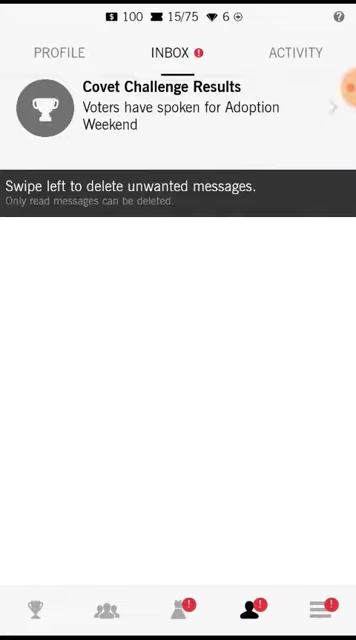 100 15/75 6
PROFILE INBOX ! ACTIVITY
Covet Challenge Results
Voters have spoken for Adoption
Weekend
Swipe left to delete unwanted messages.
Only read messages can be deleted.
! ! !